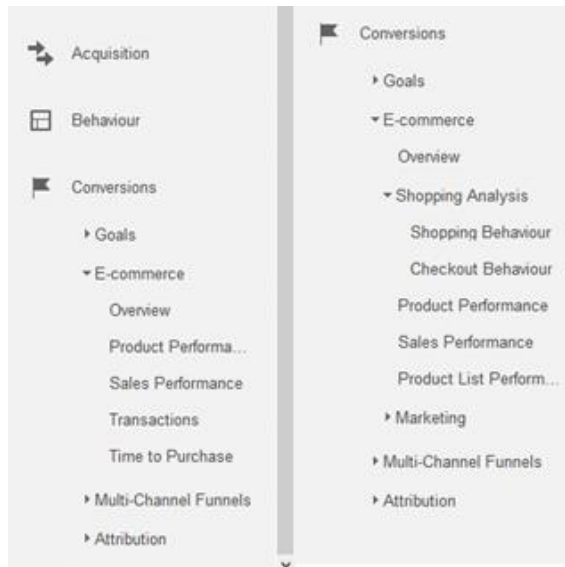 Acquisition
Behaviour
Conversions
Goals
E-commerce
Overview
Product Performa...
Sales Performance
Transactions
Time to Purchase
Multi-Channel Funnels
Attribution
Conversions
Goals
E-commerce
Overview
Shopping Analysis
Shopping Behaviour
Checkout Behaviour
Product Performance
Sales Performance
Product List Perform...
Marketing
Multi-Channel Funnels
Attribution